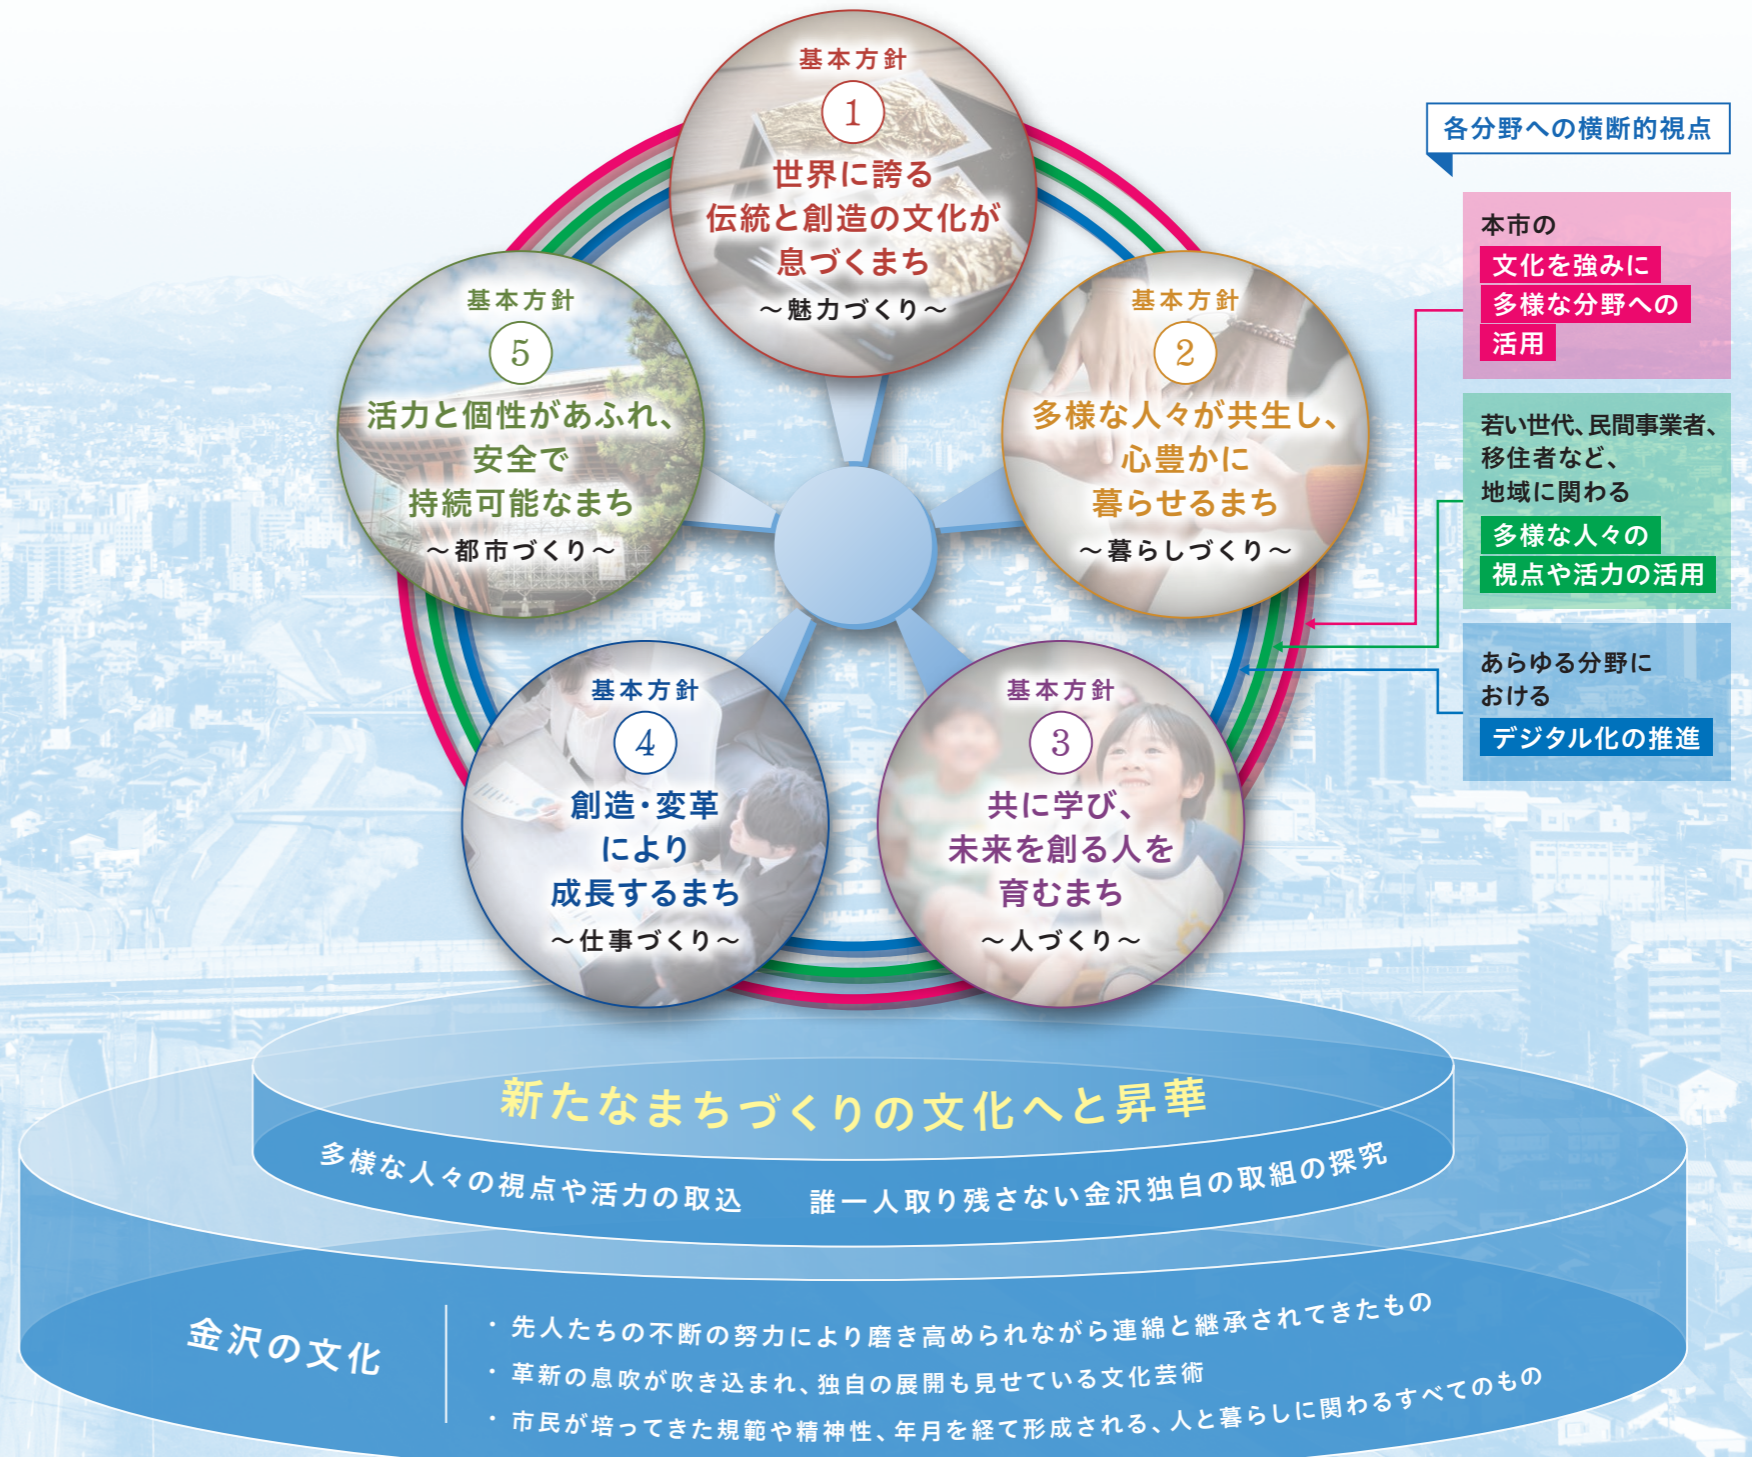 基本方針
1
世界に誇る
伝統と創造の文化が
息づくまち
～魅力づくり～
基本方針
2
多様な人々が共生し、
心豊かに
暮らせるまち
～暮らしづくり～
基本方針
3
共に学び、
未来を創る人を
育むまち
～人づくり～
基本方針
4
創造・変革
により
成長するまち
～仕事づくり～
基本方針
5
活力と個性があふれ、
安全で
持続可能なまち
～都市づくり～
各分野への横断的視点
本市の
文化を強みに
多様な分野への
活用
若い世代、民間事業者、
移住者など、
地域に関わる
多様な人々の
視点や活力の活用
あらゆる分野に
おける
デジタル化の推進
新たなまちづくりの文化へと昇華
多様な人々の視点や活力の取込 誰一人取り残さない金沢独自の取組の探究
金沢の文化
・先人たちの不断の努力により磨き高められながら連綿と継承されてきたもの
・革新の息吹が吹き込まれ、独自の展開も見せている文化芸術
・市民が培ってきた規範や精神性、年月を経て形成される、人と暮らしに関わるすべてのもの